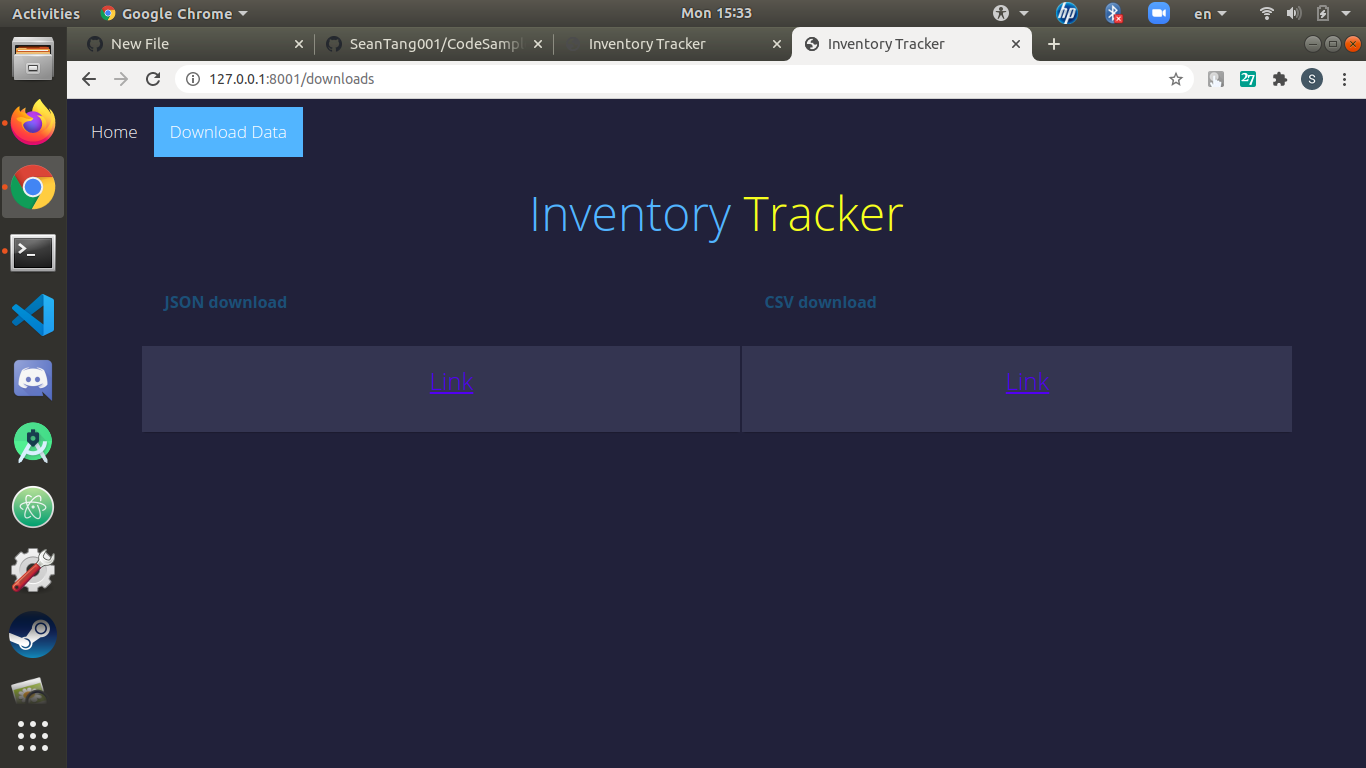 Activities Google Chrome Mon 15:33 en
New File SeanTang001/CodeSampl Inventory Tracker Inventory Tracker
127.0.0.1:8001/downloads 27 S
Home Download Data
Inventory Tracker
JSON download CSV download
Link Link